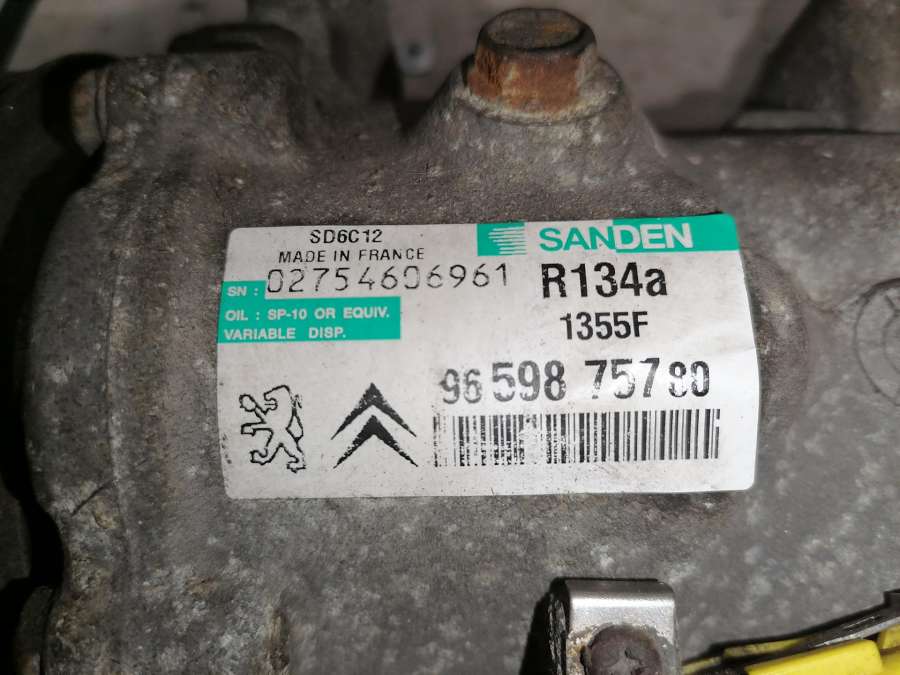 SD6C12
MADE IN FRANCE
SN : 02754606961
OIL : SP-10 OR EQUIV.
VARIABLE DISP.
SANDEN
R134a
1355F
96 598 757 80